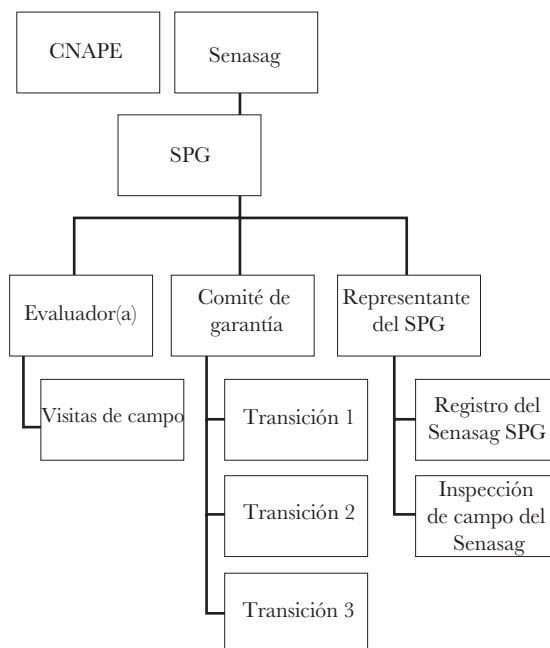 CNAPE
Senasag
SPG
Evaluador(a)
Comité de
garantía
Representante
del SPG
Visitas de campo
Transición 1
Registro del
Senasag SPG
Transición 2
Inspección
de campo del
Senasag
Transición 3